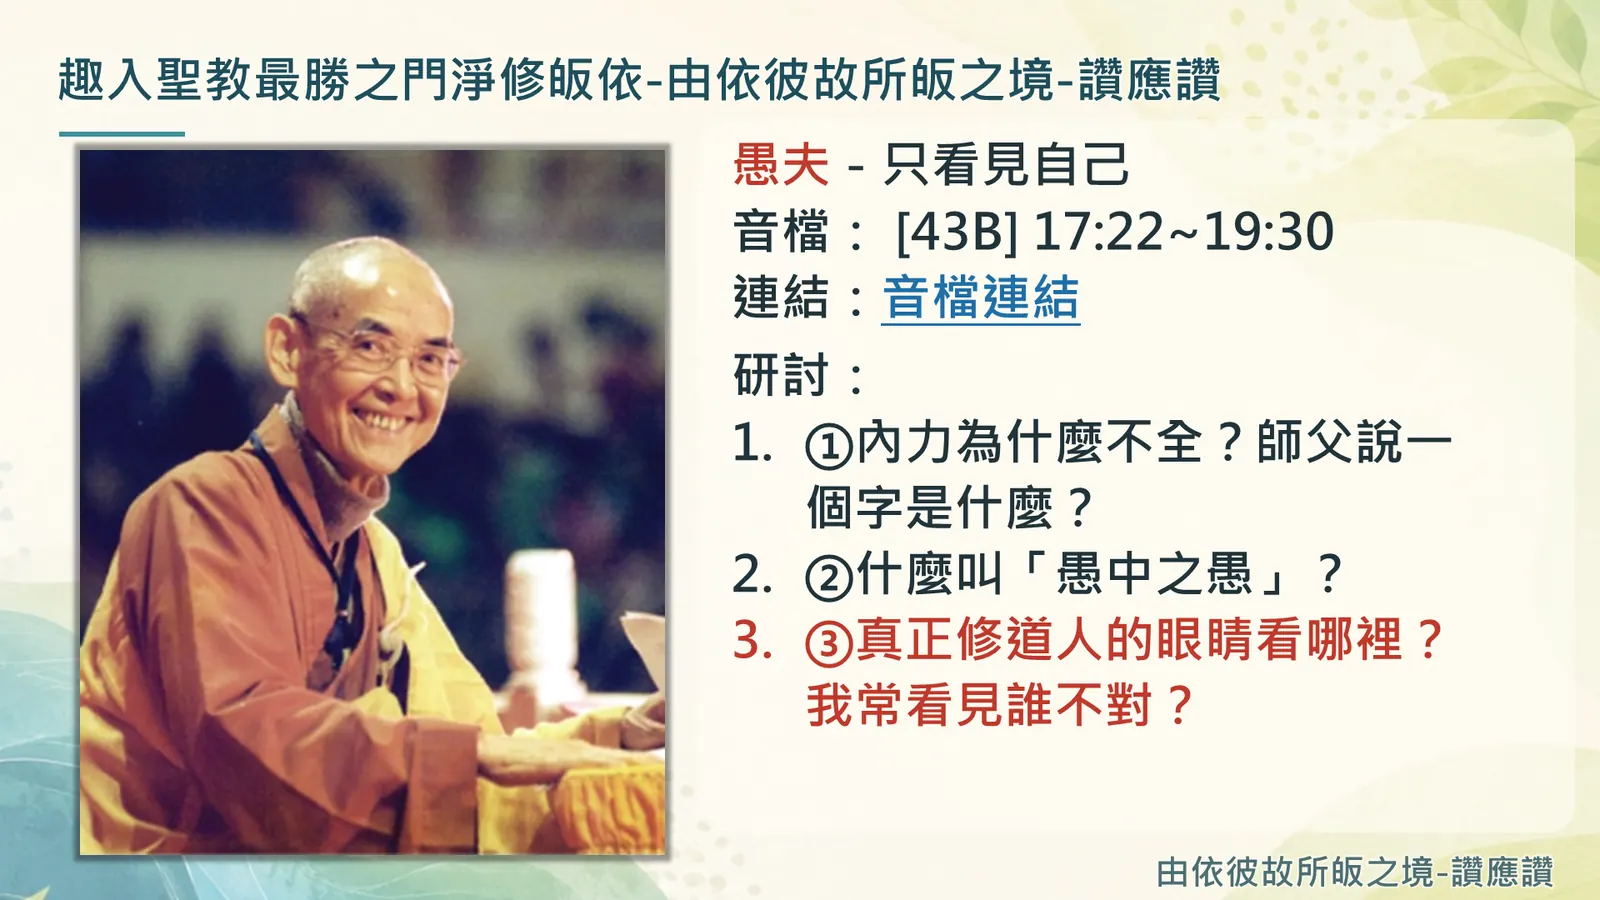 趣入聖教最勝之門淨修皈依-由依彼故所皈之境-讚應讚
愚夫 - 只看見自己
音檔： [43B] 17:22~19:30
連結：音檔連結
研討：
1. ①內力為什麼不全？師父說一
個字是什麼？
2. ②什麼叫「愚中之愚」？
3. ③真正修道人的眼睛看哪裡？
我常看見誰不對？
由依彼故所皈之境-讚應讚